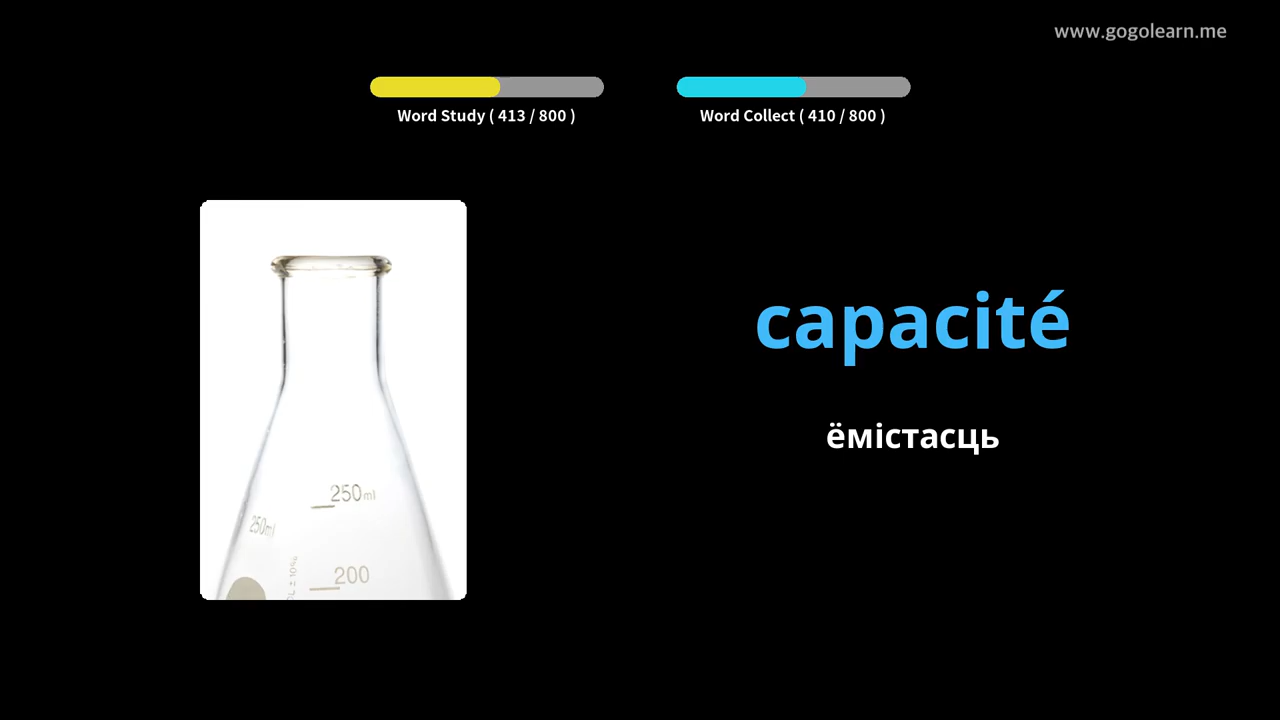 www.gogolearn.me
Word Study ( 413 / 800 )
Word Collect ( 410 / 800 )
capacité
ёмістасць
250ml
250ml
200